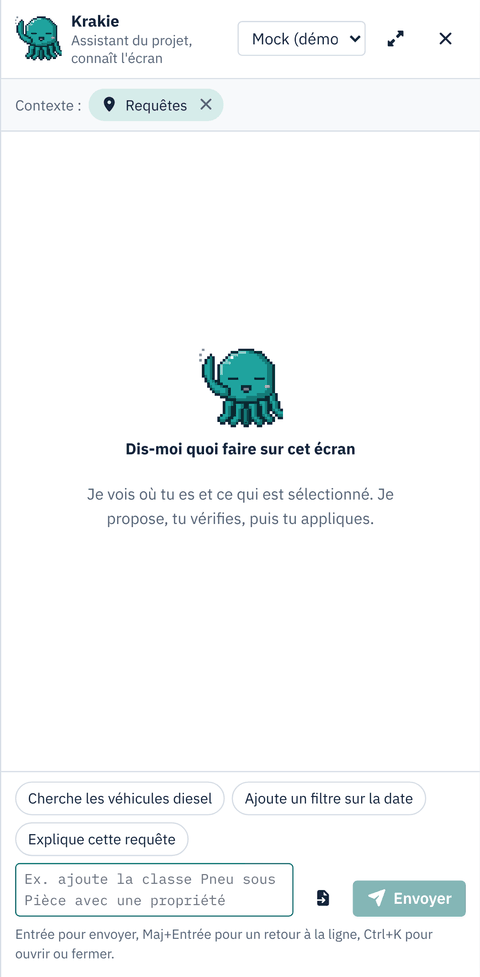 Krakie
Assistant du projet,
connaît l'écran
Mock (démo
Contexte :
Requêtes
Dis-moi quoi faire sur cet écran
Je vois où tu es et ce qui est sélectionné. Je
propose, tu vérifies, puis tu appliques.
Cherche les véhicules diesel
Ajoute un filtre sur la date
Explique cette requête
Ex. ajoute la classe Pneu sous
Pièce avec une propriété
Envoyer
Entrée pour envoyer, Maj+Entrée pour un retour à la ligne, Ctrl+K pour
ouvrir ou fermer.